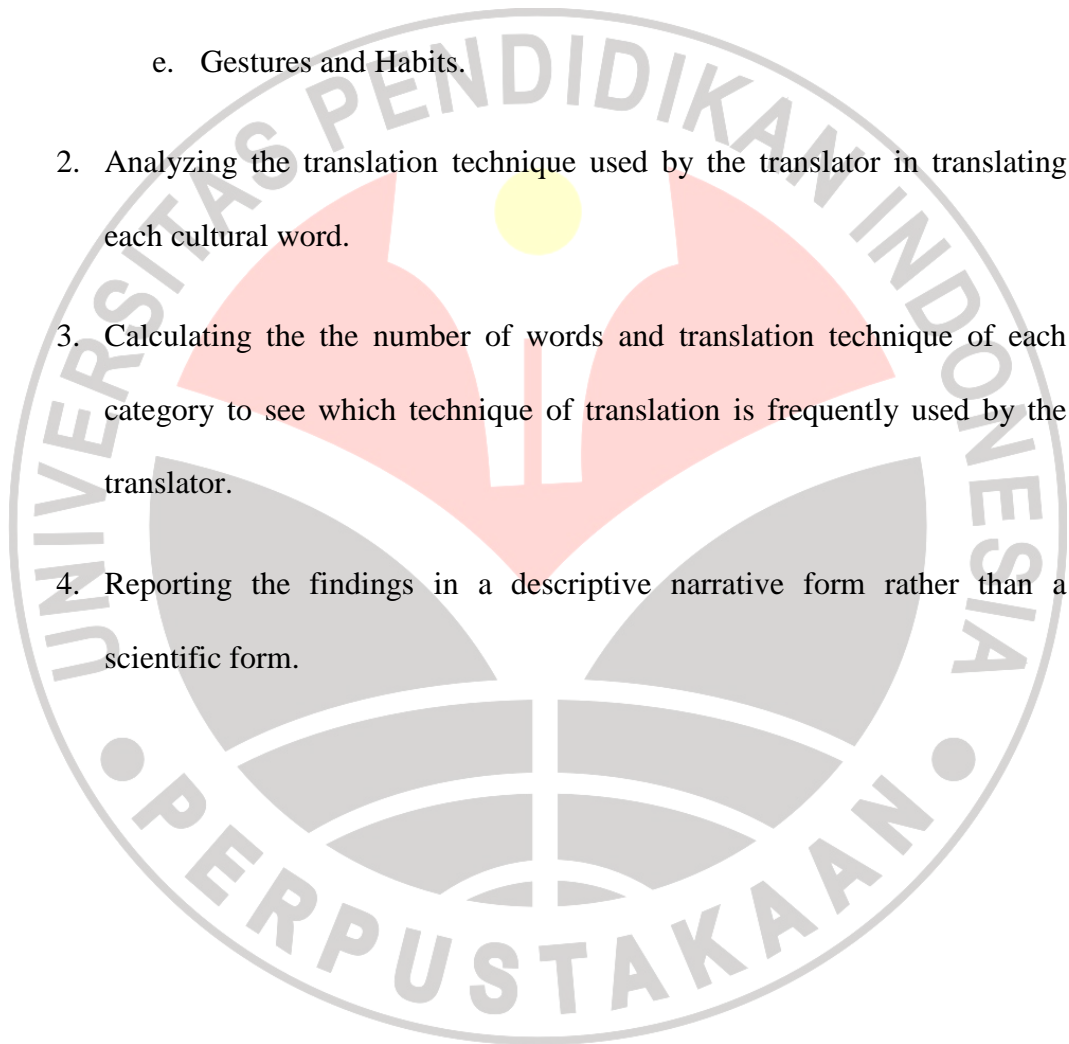 e. Gestures and Habits.
2. Analyzing the translation technique used by the translator in translating
each cultural word.
3. Calculating the the number of words and translation technique of each
category to see which technique of translation is frequently used by the
translator.
4. Reporting the findings in a descriptive narrative form rather than a
scientific form.
UNIVERSITAS PENDIDIKAN INDONESIA
PERPUSTAKAAN